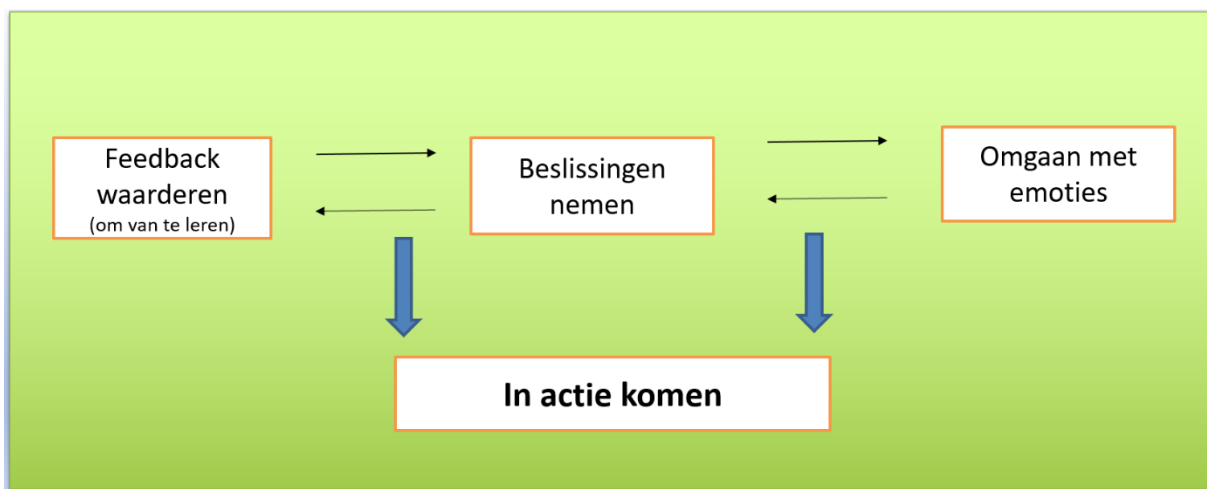 Feedback
waarderen
(om van te leren)
Beslissingen
nemen
Omgaan met
emoties
In actie komen